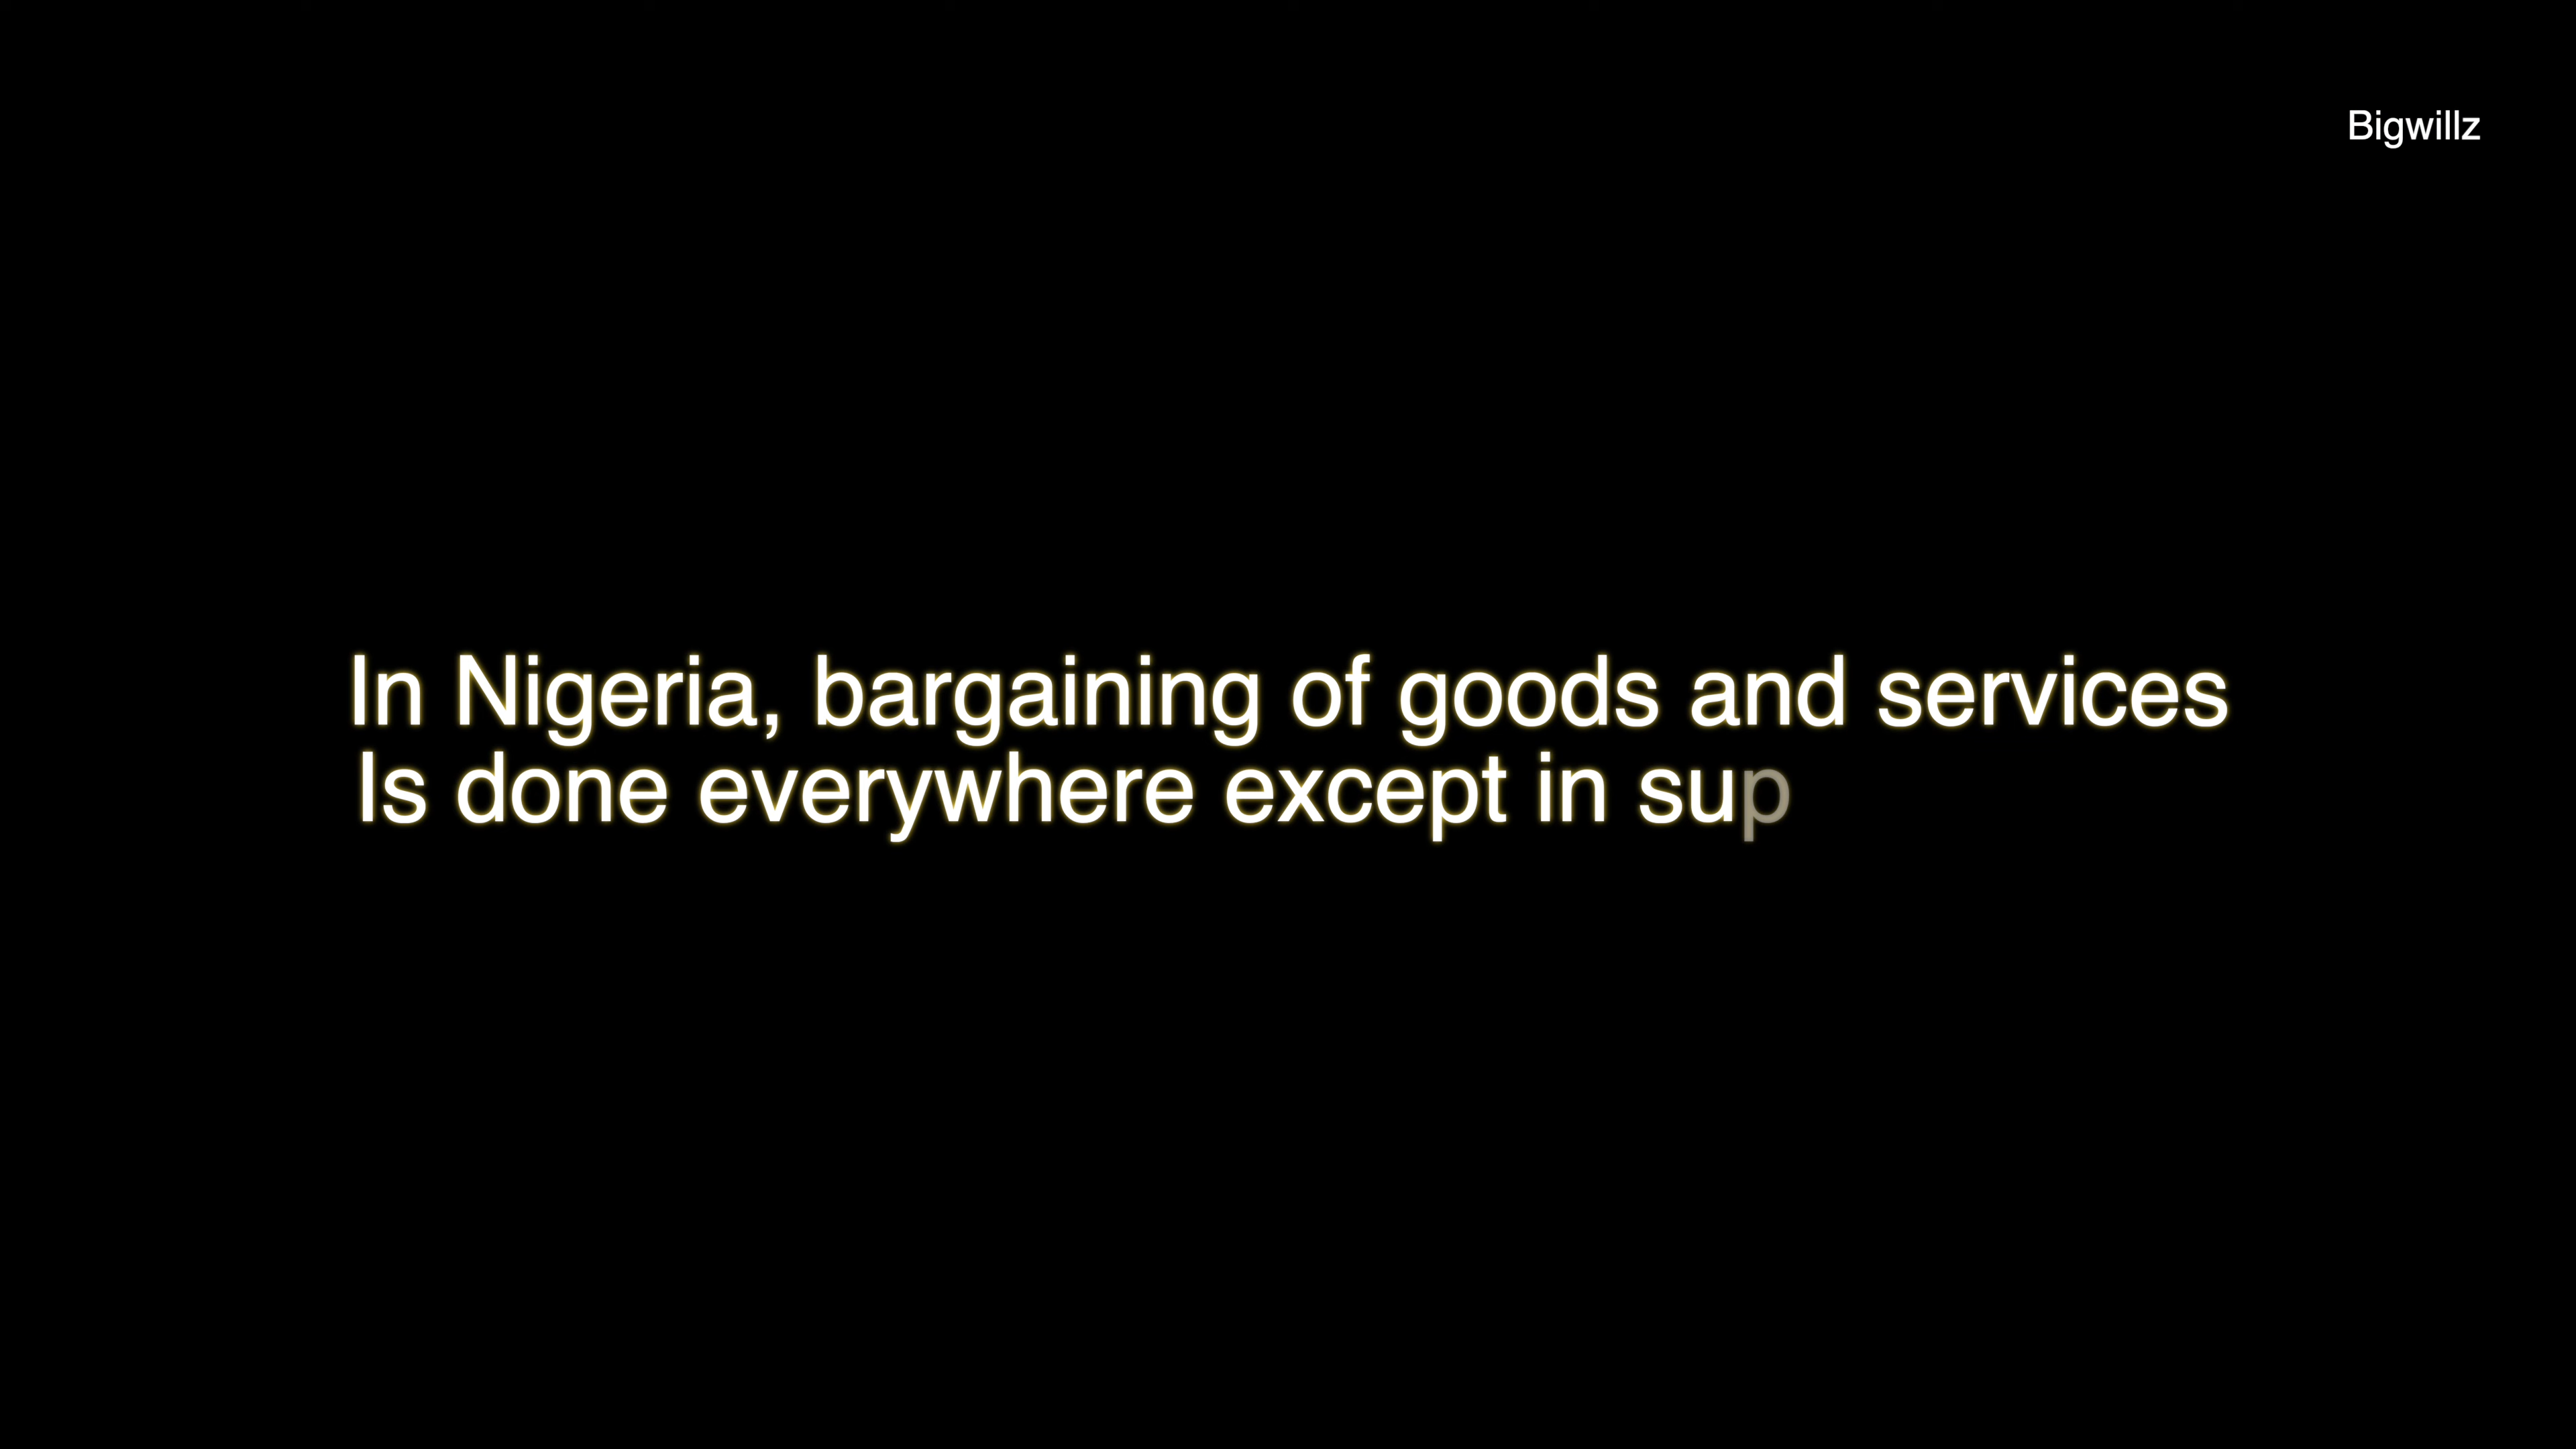 Bigwillz
In Nigeria, bargaining of goods and services
Is done everywhere except in sup